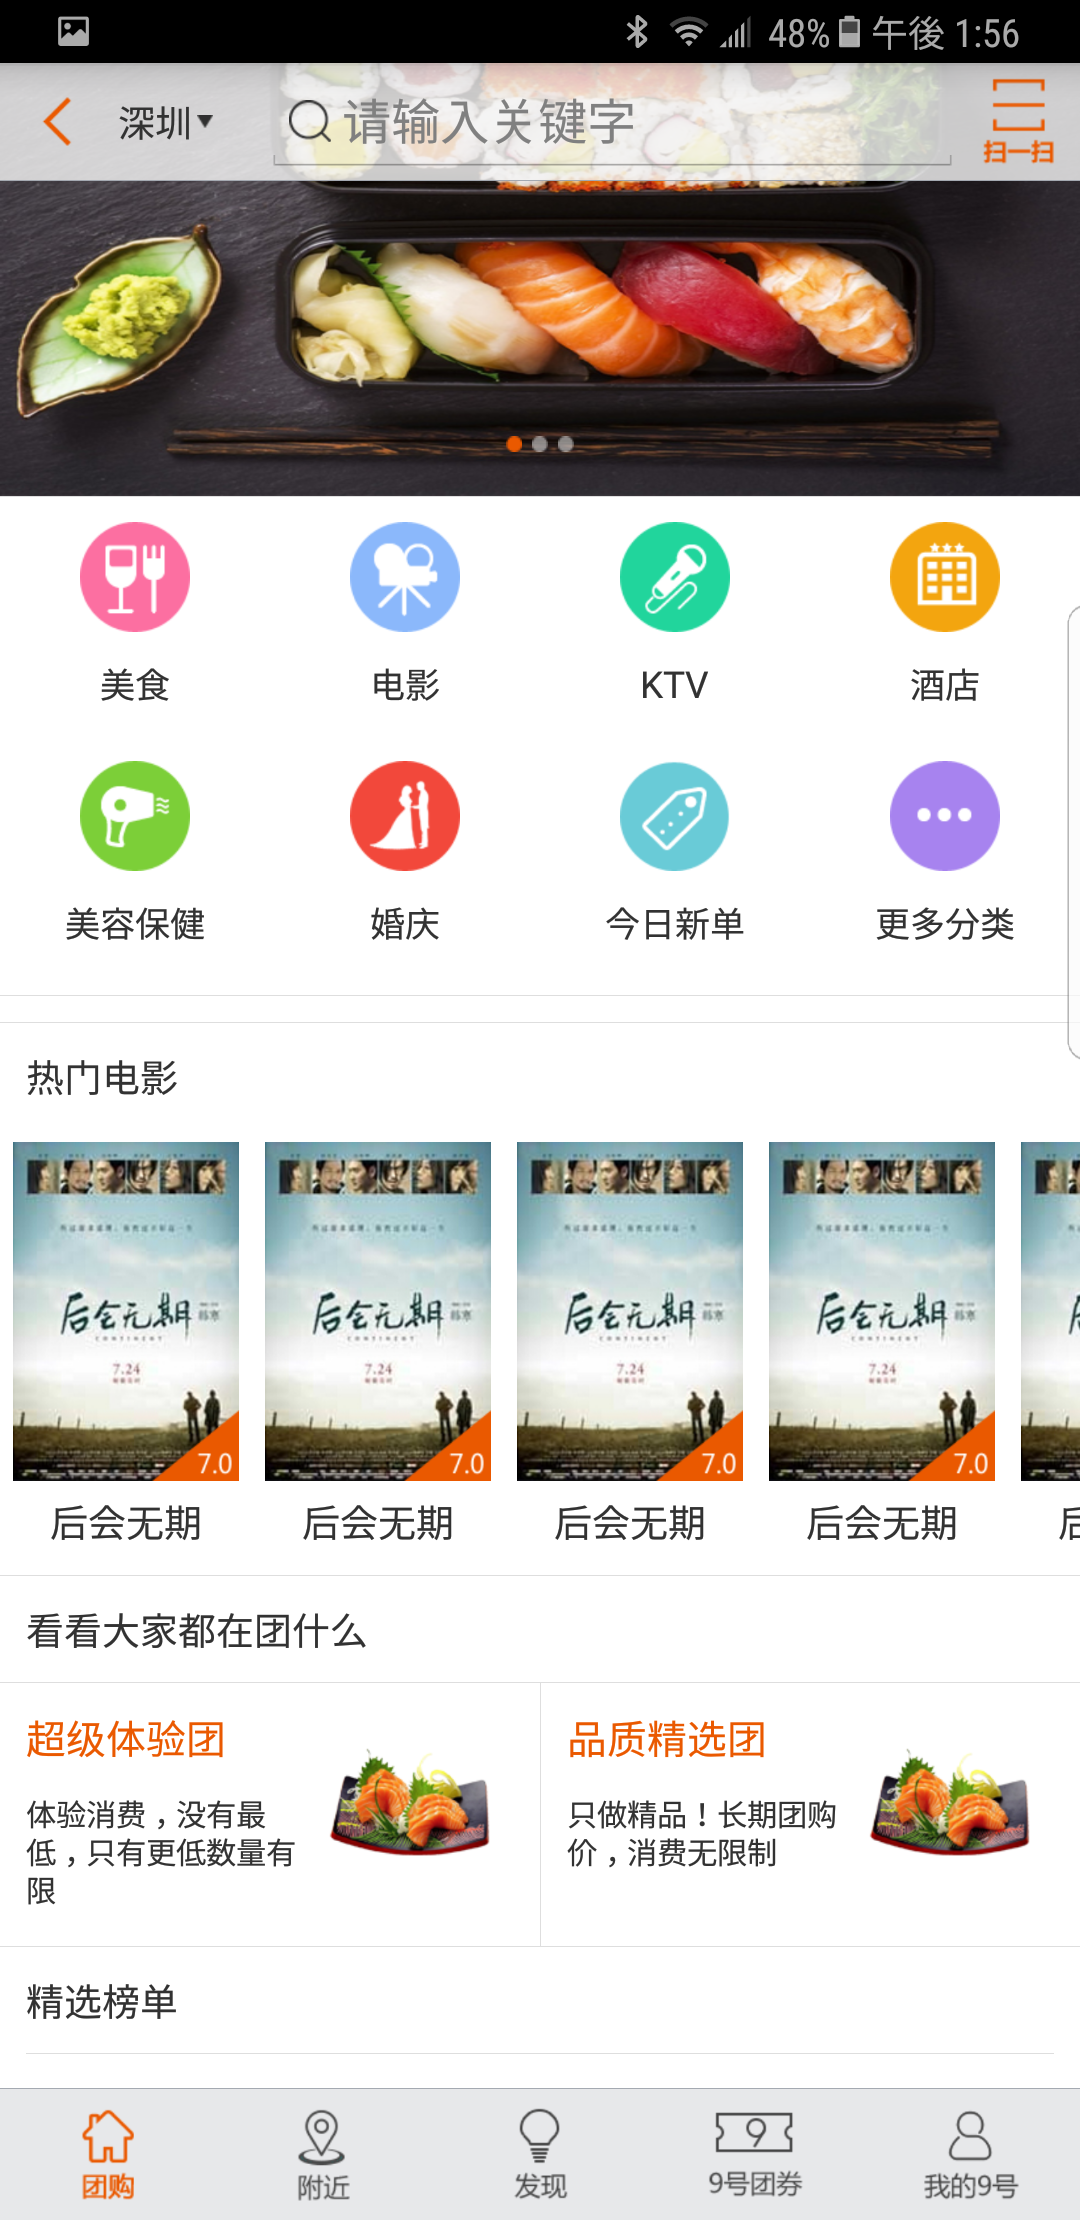 48% 午後 1:56
深圳▾ 请输入关键字 扫一扫
美食 电影 KTV 酒店
美容保健 婚庆 今日新单 更多分类
热门电影
后会无期 后会无期 后会无期 后会无期
CONTINENT CONTINENT CONTINENT CONTINENT
7.24 7.24 7.24 7.24
7.0 7.0 7.0 7.0
后会无期 后会无期 后会无期 后会无期
看看大家都在团什么
超级体验团
体验消费，没有最
低，只有更低数量有
限
品质精选团
只做精品！长期团购
价，消费无限制
精选榜单
团购 附近 发现 9号团券 我的9号